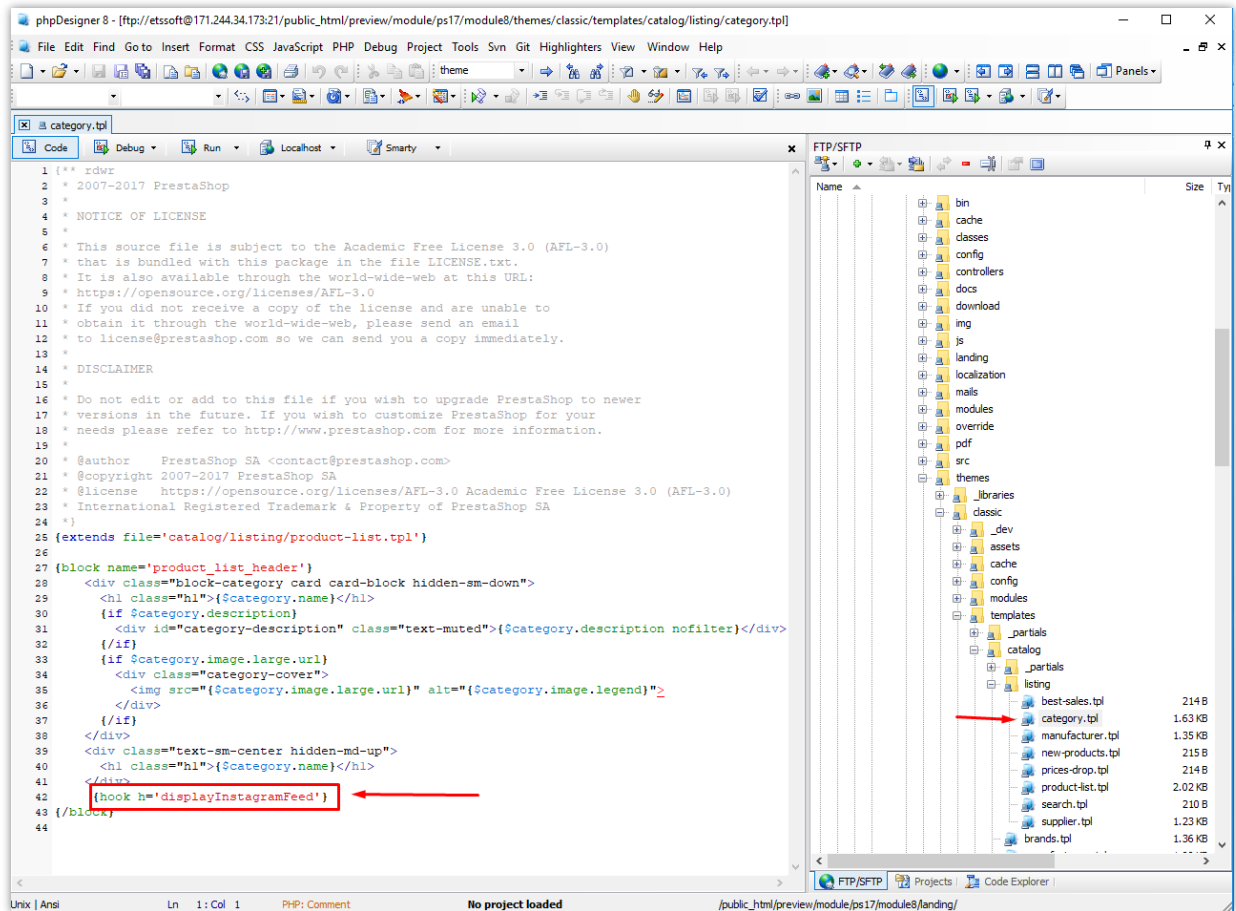 phpDesigner 8 - [ftp://etssoft@171.244.34.173:21/public_html/preview/module/ps17/module8/themes/classic/templates/catalog/listing/category.tpl]
File Edit Find Go to Insert Format CSS JavaScript PHP Debug Project Tools Svn Git Highlighters View Window Help
theme
Panels
category.tpl
Code Debug Run Localhost Smarty
1 {** rdwr
2 * 2007-2017 PrestaShop
3 *
4 * NOTICE OF LICENSE
5 *
6 * This source file is subject to the Academic Free License 3.0 (AFL-3.0)
7 * that is bundled with this package in the file LICENSE.txt.
8 * It is also available through the world-wide-web at this URL:
9 * https://opensource.org/licenses/AFL-3.0
10 * If you did not receive a copy of the license and are unable to
11 * obtain it through the world-wide-web, please send an email
12 * to license@prestashop.com so we can send you a copy immediately.
13 *
14 * DISCLAIMER
15 *
16 * Do not edit or add to this file if you wish to upgrade PrestaShop to newer
17 * versions in the future. If you wish to customize PrestaShop for your
18 * needs please refer to http://www.prestashop.com for more information.
19 *
20 * @author PrestaShop SA <contact@prestashop.com>
21 * @copyright 2007-2017 PrestaShop SA
22 * @license https://opensource.org/licenses/AFL-3.0 Academic Free License 3.0 (AFL-3.0)
23 * International Registered Trademark & Property of PrestaShop SA
24 *}
25 {extends file='catalog/listing/product-list.tpl'}
26
27 {block name='product_list_header'}
28 <div class="block-category card card-block hidden-sm-down">
29 <h1 class="h1">{$category.name}</h1>
30 {if $category.description}
31 <div id="category-description" class="text-muted">{$category.description nofilter}</div>
32 {/if}
33 {if $category.image.large.url}
34 <div class="category-cover">
35 <img src="{$category.image.large.url}" alt="{$category.image.legend}">
36 </div>
37 {/if}
38 </div>
39 <div class="text-sm-center hidden-md-up">
40 <h1 class="h1">{$category.name}</h1>
41 </div>
42 {hook h='displayInstagramFeed'}
43 {/block}
44
FTP/SFTP
Name Size
bin
cache
classes
config
controllers
docs
download
img
js
landing
localization
mails
modules
override
pdf
src
themes
_libraries
classic
_dev
assets
cache
config
modules
templates
_partials
catalog
_partials
listing
best-sales.tpl 214 B
category.tpl 1.63 KB
manufacturer.tpl 1.35 KB
new-products.tpl 215 B
prices-drop.tpl 214 B
product-list.tpl 2.02 KB
search.tpl 210 B
supplier.tpl 1.23 KB
brands.tpl 1.36 KB
FTP/SFTP Projects Code Explorer
Unix | Ansi Ln 1 : Col 1 PHP: Comment No project loaded /public_html/preview/module/ps17/module8/landing/